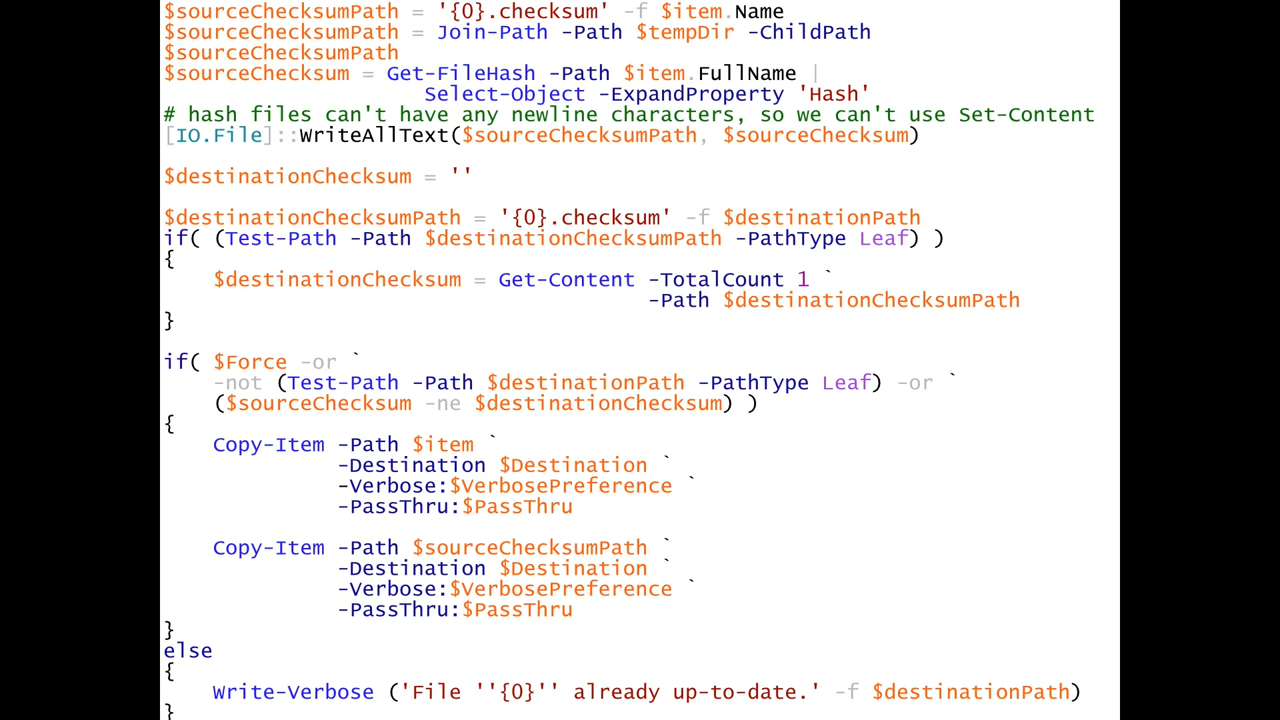 $sourceChecksumPath = '{0}.checksum' -f $item.Name
$sourceChecksumPath = Join-Path -Path $tempDir -ChildPath
$sourceChecksumPath
$sourceChecksum = Get-FileHash -Path $item.FullName |
                     Select-Object -ExpandProperty 'Hash'
# hash files can't have any newline characters, so we can't use Set-Content
[IO.File]::WriteAllText($sourceChecksumPath, $sourceChecksum)

$destinationChecksum = ''

$destinationChecksumPath = '{0}.checksum' -f $destinationPath
if( (Test-Path -Path $destinationChecksumPath -PathType Leaf) )
{
    $destinationChecksum = Get-Content -TotalCount 1 `
                                       -Path $destinationChecksumPath
}

if( $Force -or `
    -not (Test-Path -Path $destinationPath -PathType Leaf) -or `
    ($sourceChecksum -ne $destinationChecksum) )
{
    Copy-Item -Path $item `
              -Destination $Destination `
              -Verbose:$VerbosePreference `
              -PassThru:$PassThru

    Copy-Item -Path $sourceChecksumPath `
              -Destination $Destination `
              -Verbose:$VerbosePreference `
              -PassThru:$PassThru
}
else
{
    Write-Verbose ('File ''{0}'' already up-to-date.' -f $destinationPath)
}